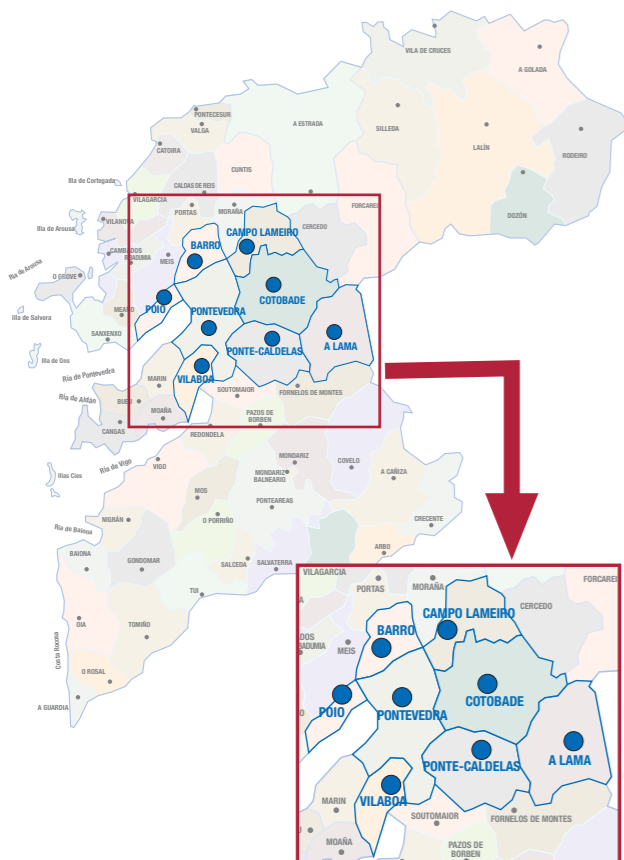 VILA DE CRUCES
A GOLADA
PONTECESUR
VALGA
A ESTRADA
SILLEDA
LALÍN
CATOIRA
RODEIRO
CUNTIS
Illa de Cortegada
CALDAS DE REIS
VILAGARCIA
FORCAREI
PORTAS
MORAÑA
DOZÓN
VILANOVA
Illa de Arousa
CAMPO LAMEIRO
CERCEDO
BARRO
CAMBADOS
RIBADUMIA
MEIS
Ría de Arousa
O GROVE
COTOBADE
POIO
MEAÑO
Illa de Salvora
PONTEVEDRA
SANXENXO
A LAMA
PONTE-CALDELAS
Illa de Ons
VILABOA
Ría de Pontevedra
MARIN
SOUTOMAIOR
FORNELOS DE MONTES
Ría de Aldán
BUEU
MOAÑA
PAZOS DE
BORBEN
CANGAS
REDONDELA
MONDARIZ
COVELO
Ría de Vigo
VIGO
MONDARIZ
BALNEARIO
A CAÑIZA
Illas Cíes
MOS
PONTEAREAS
NIGRÁN
O PORRIÑO
CRECENTE
Ría de Baiona
ARBO
BAIONA
GONDOMAR
SALCEDA
SALVATERRA
TUI
OIA
TOMIÑO
Costa Rocosa
O ROSAL
A GUARDIA
VILAGARCIA
FORCAREI
PORTAS
MORAÑA
CAMPO LAMEIRO
CERCEDO
BARRO
DOS
BADUMIA
MEIS
COTOBADE
POIO
PONTEVEDRA
A LAMA
PONTE-CALDELAS
VILABOA
MARIN
SOUTOMAIOR
FORNELOS DE MONTES
MOAÑA
PAZOS DE
BORBEN